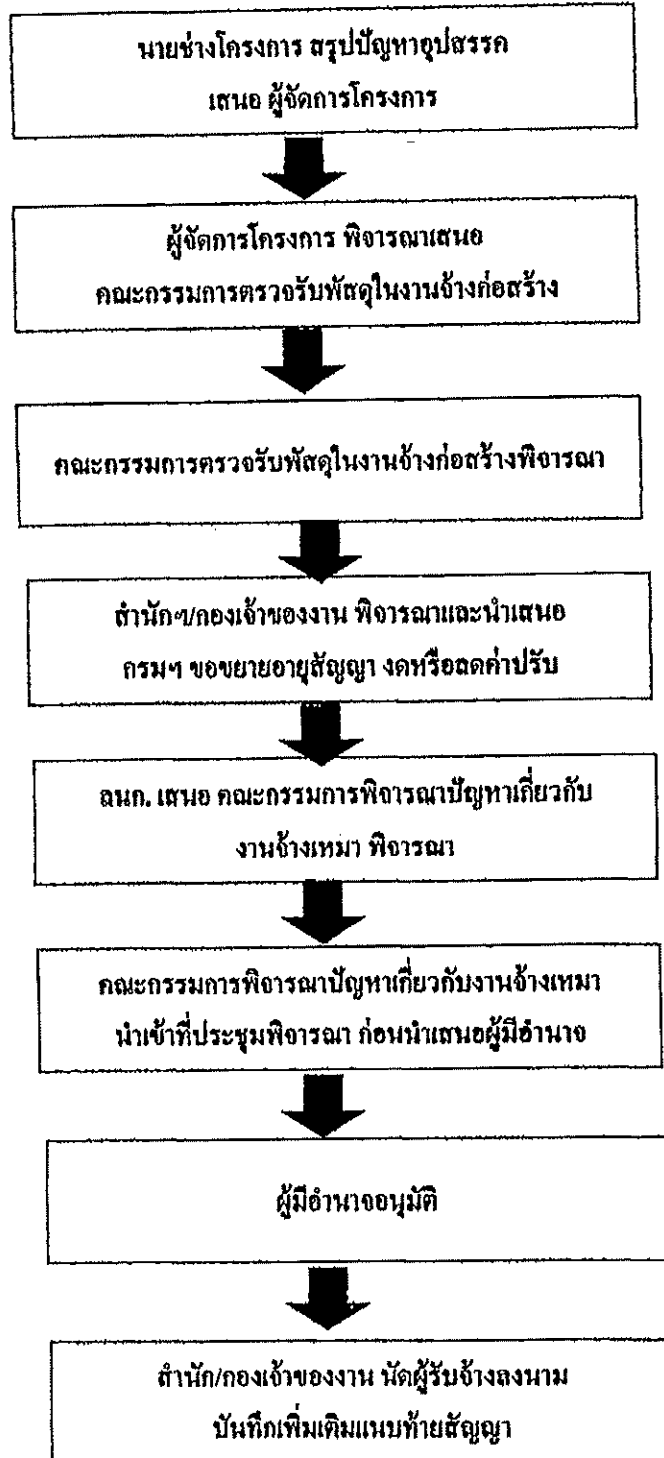 นายช่างโครงการ สรุปปัญหาอุปสรรค
เสนอ ผู้จัดการโครงการ
ผู้จัดการโครงการ พิจารณาเสนอ
คณะกรรมการตรวจรับพัสดุในงานจ้างก่อสร้าง
คณะกรรมการตรวจรับพัสดุในงานจ้างก่อสร้างพิจารณา
สำนักฯ/กองเจ้าของงาน พิจารณาและนำเสนอ
กรมฯ ขอขยายอายุสัญญา งดหรือลดค่าปรับ
ลนก. เสนอ คณะกรรมการพิจารณาปัญหาเกี่ยวกับ
งานจ้างเหมา พิจารณา
คณะกรรมการพิจารณาปัญหาเกี่ยวกับงานจ้างเหมา
นำเข้าที่ประชุมพิจารณา ก่อนนำเสนอผู้มีอำนาจ
ผู้มีอำนาจอนุมัติ
สำนัก/กองเจ้าของงาน นัดผู้รับจ้างลงนาม
บันทึกเพิ่มเติมแนบท้ายสัญญา